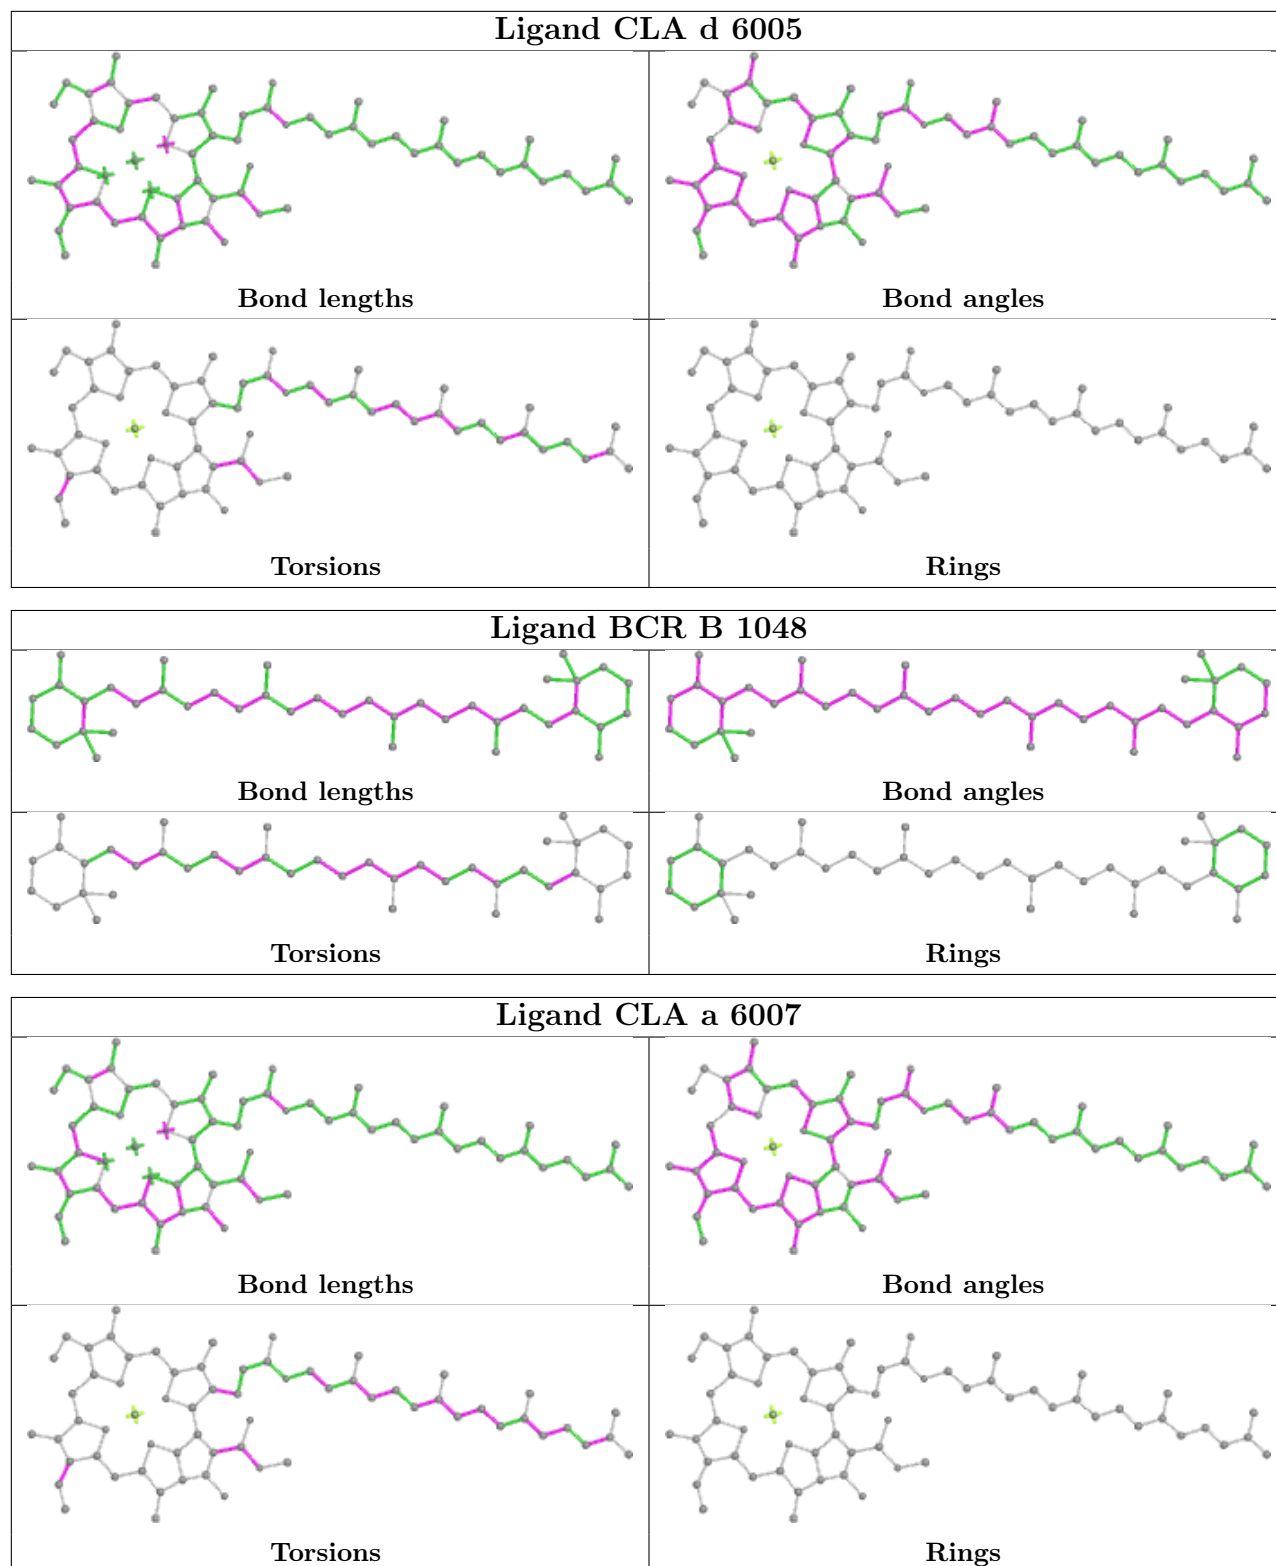 Ligand CLA d 6005
Bond lengths
Bond angles
Torsions
Rings
Ligand BCR B 1048
Bond lengths
Bond angles
Torsions
Rings
Ligand CLA a 6007
Bond lengths
Bond angles
Torsions
Rings